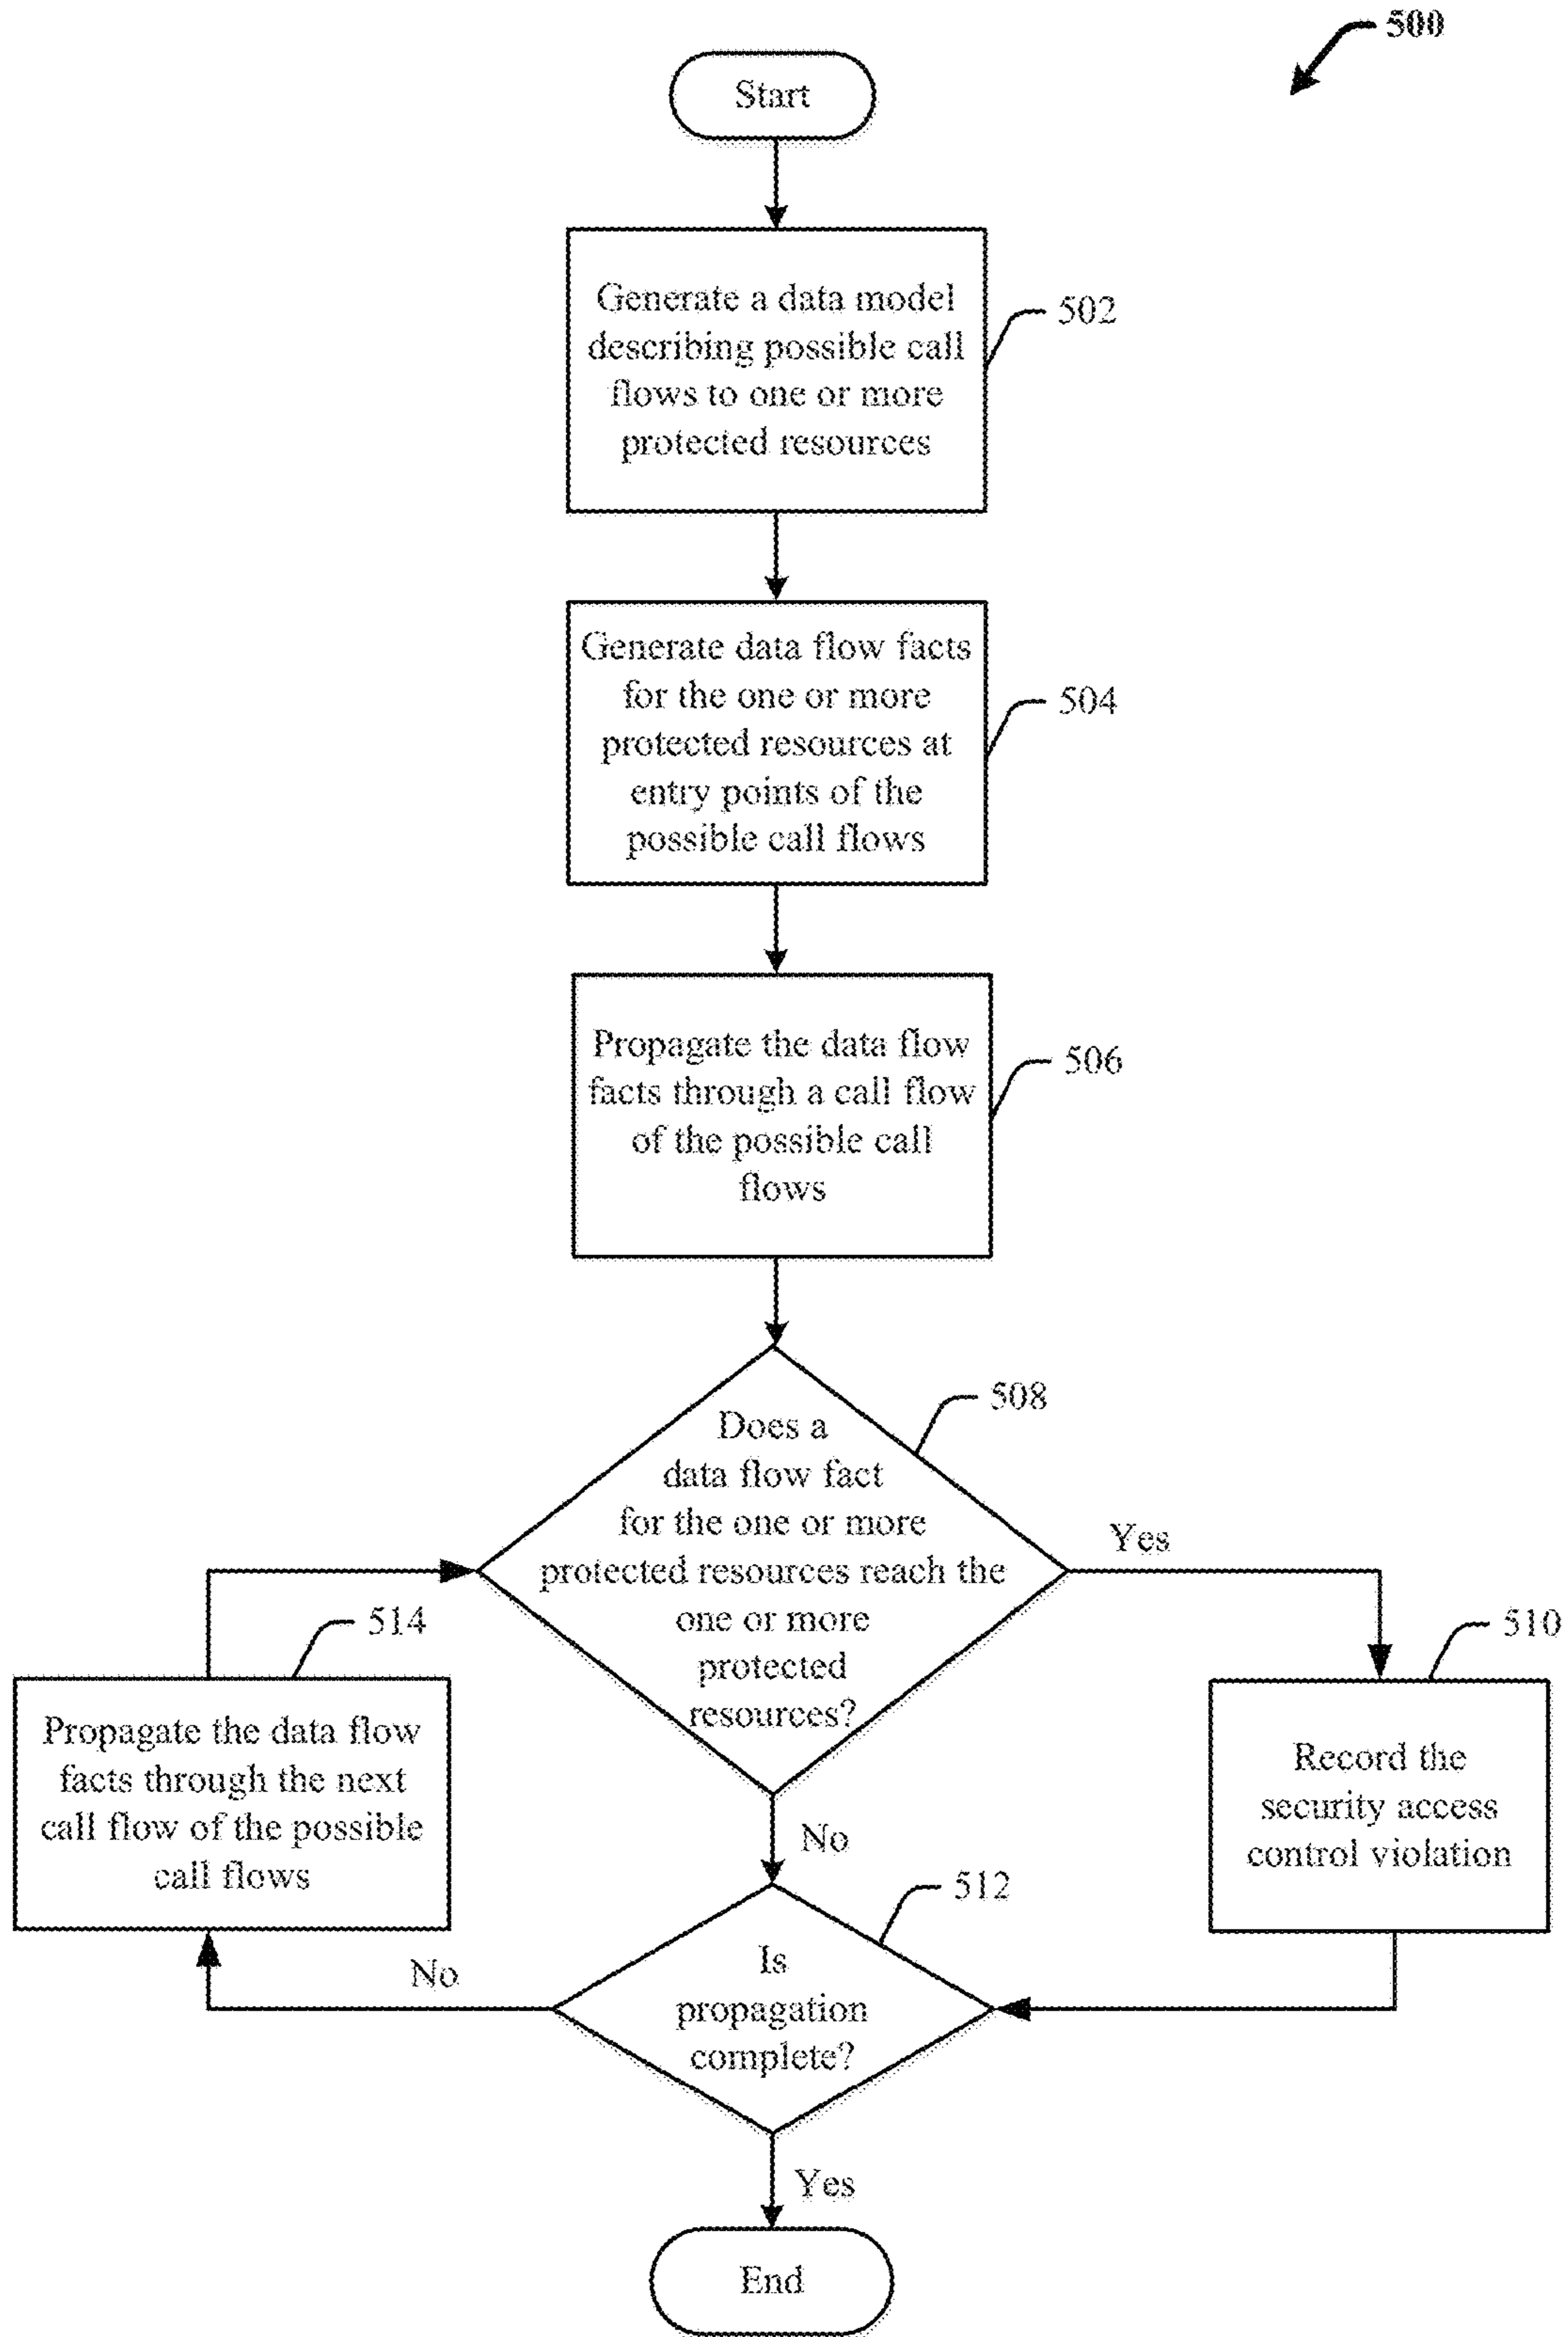 500
Start
Generate a data model
describing possible call
flows to one or more
protected resources
502
Generate data flow facts
for the one or more
protected resources at
entry points of the
possible call flows
504
Propagate the data flow
facts through a call flow
of the possible call
flows
506
Does a
data flow fact
for the one or more
protected resources reach the
one or more
protected
resources?
508
Yes
514
Propagate the data flow
facts through the next
call flow of the possible
call flows
510
Record the
security access
control violation
No
512
Is
propagation
complete?
No
Yes
End